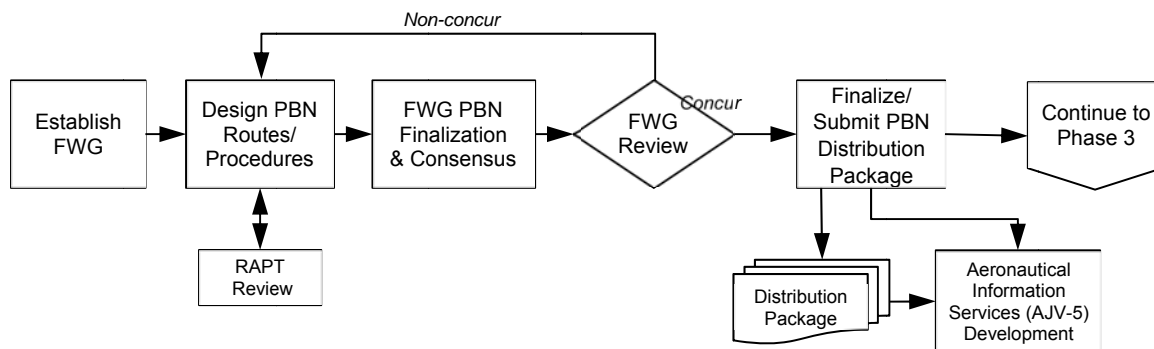 Non-concur
Establish
FWG
Design PBN
Routes/
Procedures
FWG PBN
Finalization
& Consensus
FWG
Review
Concur
Finalize/
Submit PBN
Distribution
Package
Continue to
Phase 3
RAPT
Review
Distribution
Package
Aeronautical
Information
Services (AJV-5)
Development